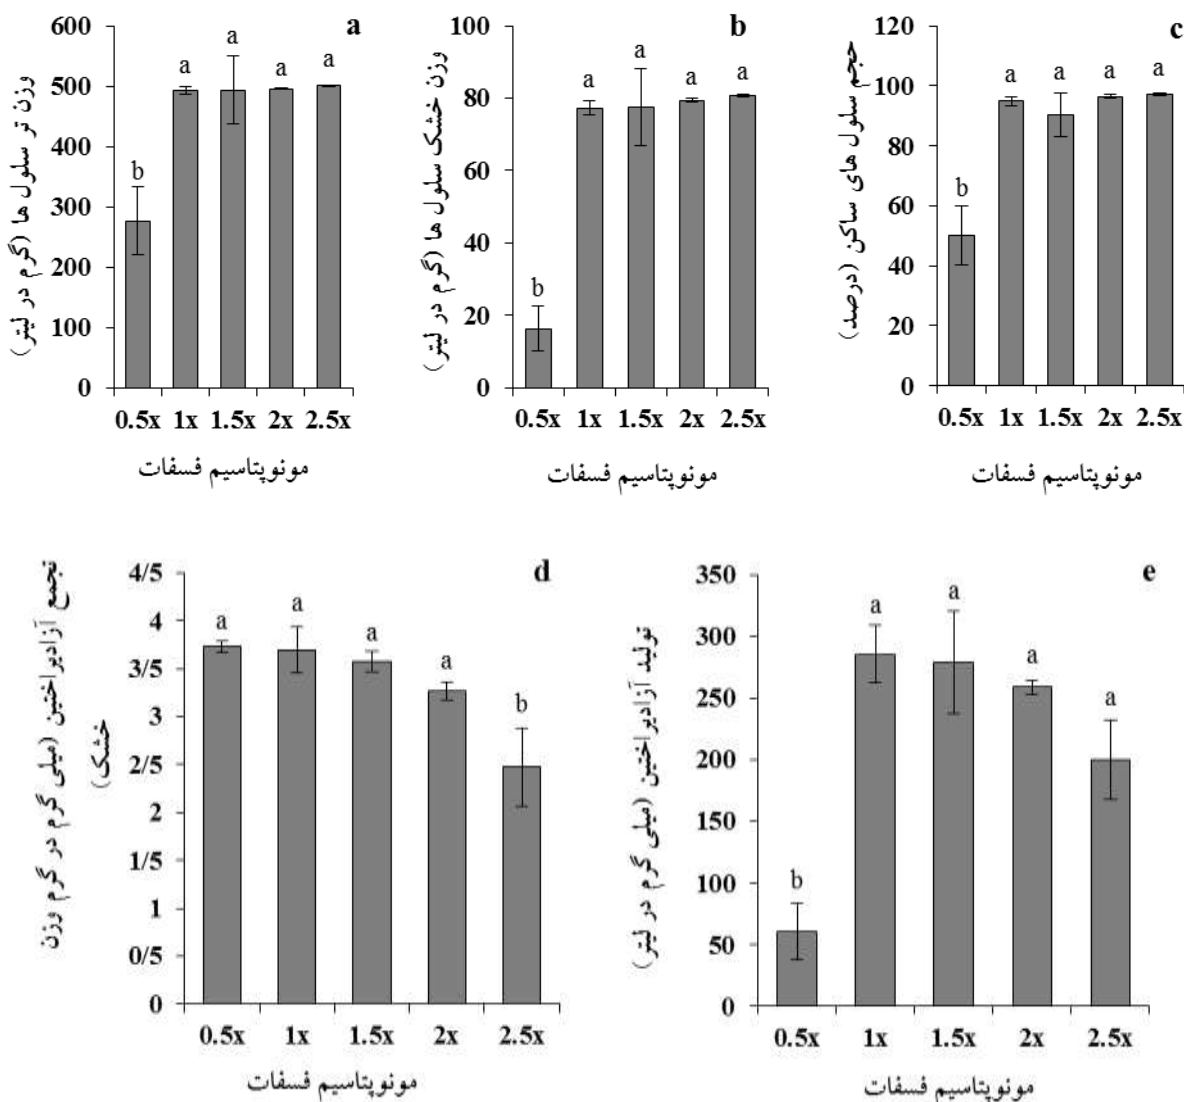 a
وزن تر سلول ها (گرم در لیتر)
600
500
400
300
200
100
0
b
a
a
a
a
0.5x 1x 1.5x 2x 2.5x
مونوپتاسیم فسفات
b
وزن خشک سلول ها (گرم در لیتر)
100
80
60
40
20
0
b
a
a
a
a
0.5x 1x 1.5x 2x 2.5x
مونوپتاسیم فسفات
c
حجم سلول های ساکن (درصد)
120
100
80
60
40
20
0
b
a
a
a
a
0.5x 1x 1.5x 2x 2.5x
مونوپتاسیم فسفات
d
تجمع آزادیراختین (میلی گرم در گرم وزن
خشک)
4/5
4
3/5
3
2/5
2
1/5
1
0/5
0
a
a
a
a
b
0.5x 1x 1.5x 2x 2.5x
مونوپتاسیم فسفات
e
تولید آزادیراختین (میلی گرم در لیتر)
350
300
250
200
150
100
50
0
b
a
a
a
a
0.5x 1x 1.5x 2x 2.5x
مونوپتاسیم فسفات